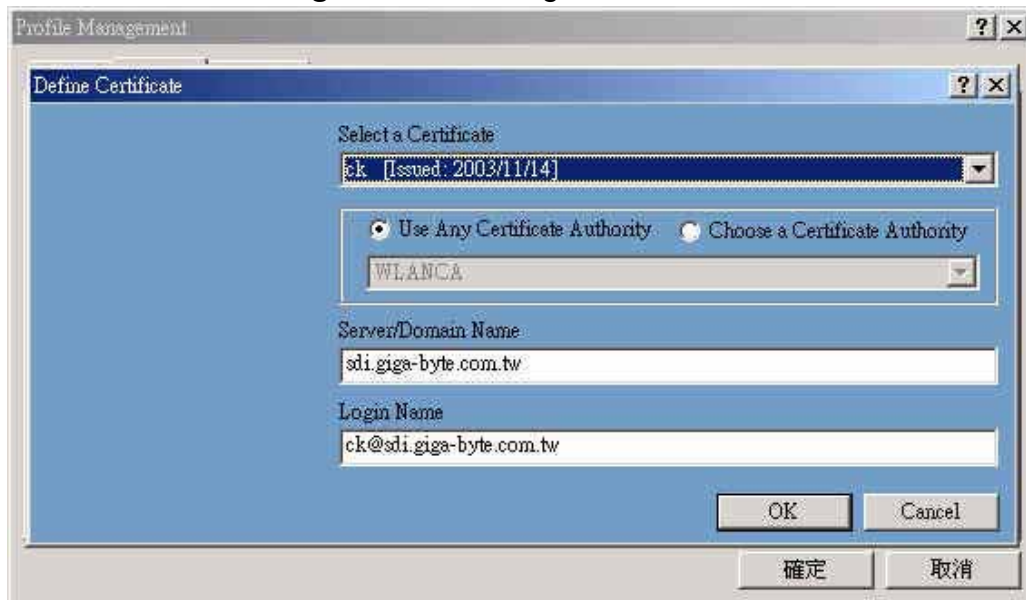 Profile Management
Define Certificate
Select a Certificate
ck [Issued: 2003/11/14]
Use Any Certificate Authority Choose a Certificate Authority
WLANCA
Server/Domain Name
sdi.giga-byte.com.tw
Login Name
ck@sdi.giga-byte.com.tw
OK Cancel
確定 取消